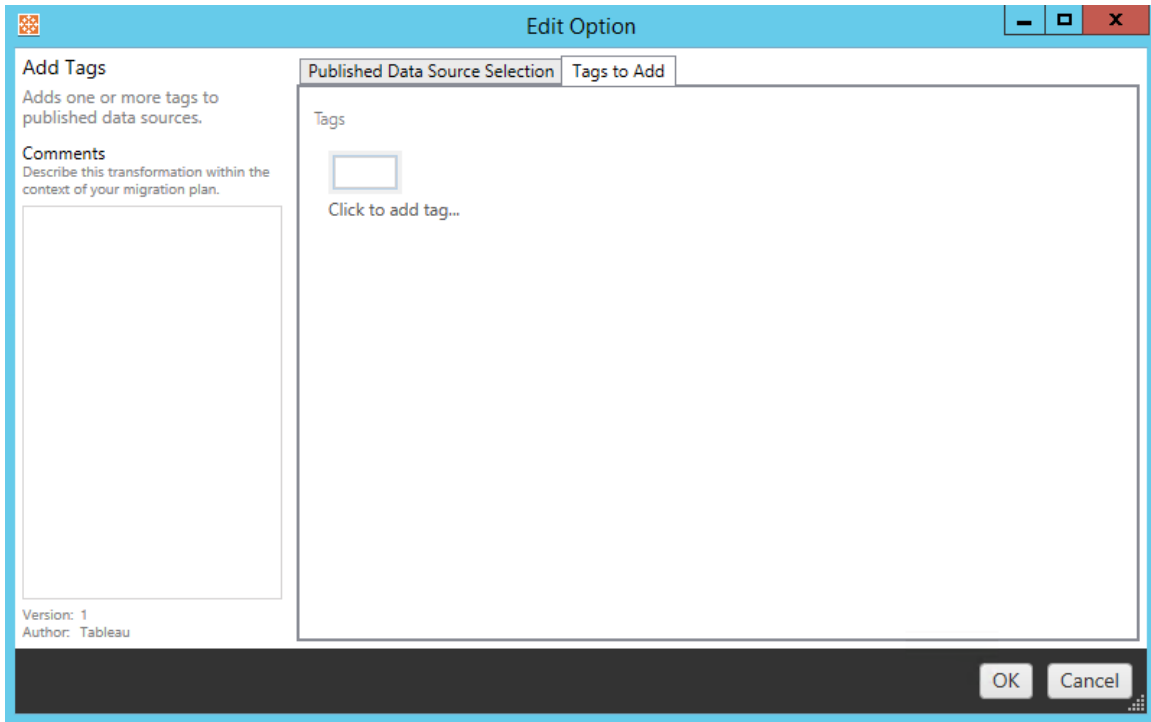 Edit Option
Add Tags
Adds one or more tags to
published data sources.
Comments
Describe this transformation within the
context of your migration plan.
Version: 1
Author: Tableau
Published Data Source Selection
Tags to Add
Tags
Click to add tag...
OK
Cancel